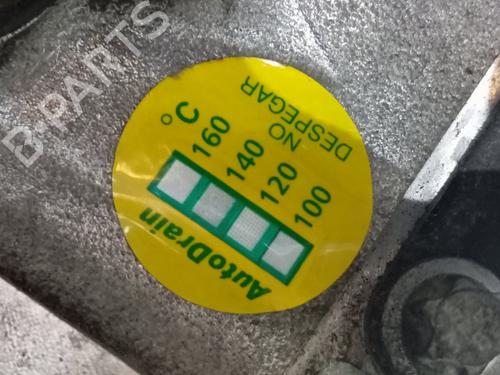 B-PARTS
NO
DESPEGAR
°C
160
140
120
100
AutoDrain